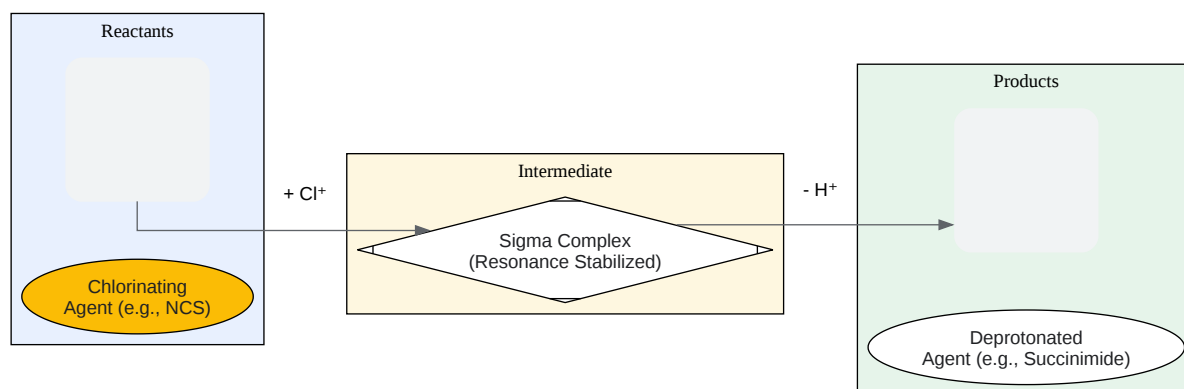 Reactants
Chlorinating
Agent (e.g., NCS)
+ Cl⁺
Intermediate
Sigma Complex
(Resonance Stabilized)
- H⁺
Products
Deprotonated
Agent (e.g., Succinimide)